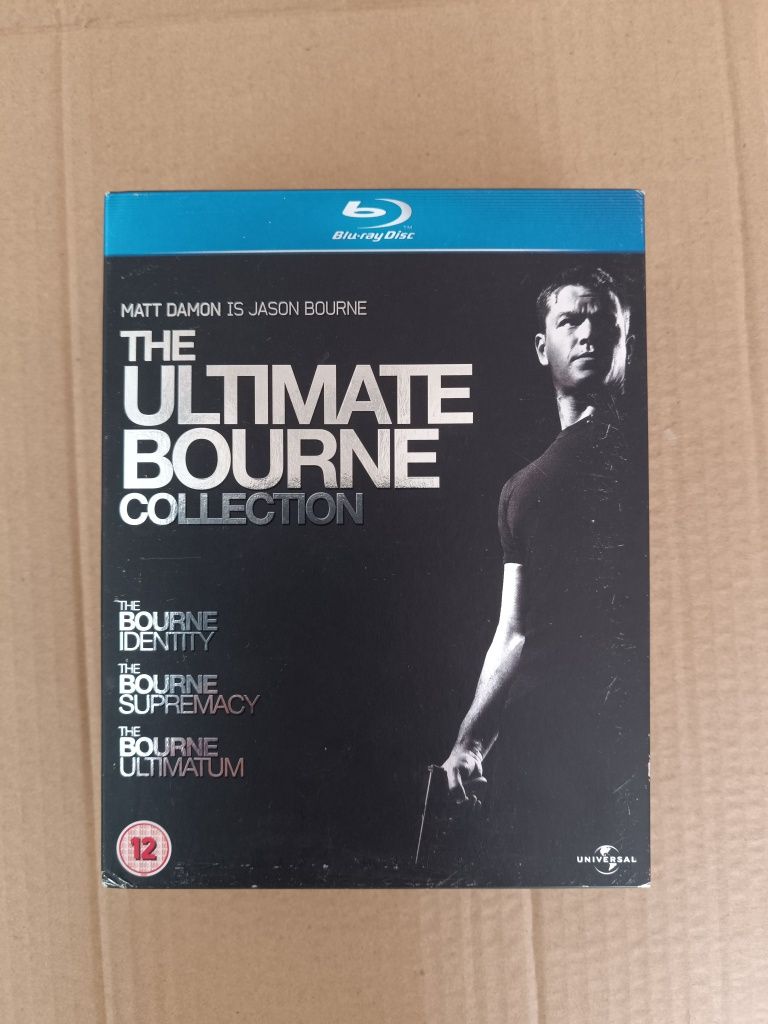 Blu-ray Disc
TM
MATT DAMON IS JASON BOURNE
THE
ULTIMATE
BOURNE
COLLECTION
THE
BOURNE
IDENTITY
THE
BOURNE
SUPREMACY
THE
BOURNE
ULTIMATUM
12
UNIVERSAL